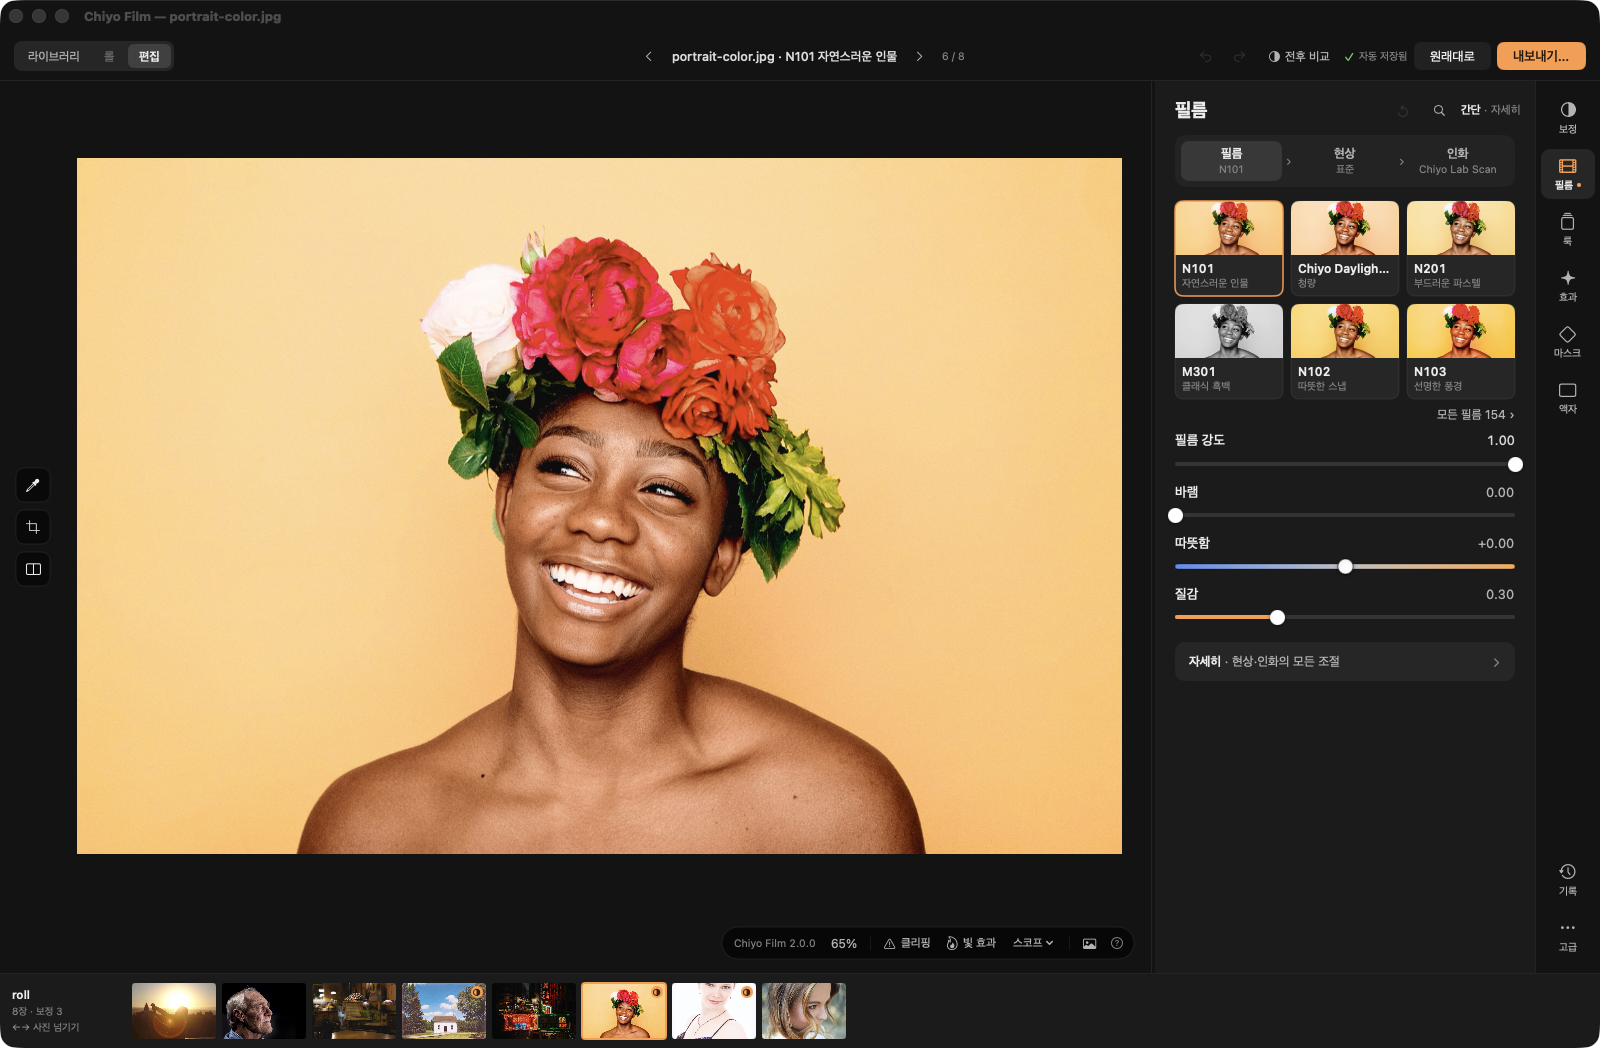 Chiyo Film — portrait-color.jpg
라이브러리
롤
편집
portrait-color.jpg · N101 자연스러운 인물
6 / 8
전후 비교
자동 저장됨
원래대로
내보내기...
필름
간단 · 자세히
필름
N101
현상
표준
인화
Chiyo Lab Scan
N101
자연스러운 인물
Chiyo Dayligh...
청량
N201
부드러운 파스텔
M301
클래식 흑백
N102
따뜻한 스냅
N103
선명한 풍경
모든 필름 154 ›
필름 강도
1.00
바램
0.00
따뜻함
+0.00
질감
0.30
자세히 · 현상·인화의 모든 조절
보정
필름
룩
효과
마스크
액자
기록
고급
Chiyo Film 2.0.0
65%
클리핑
빛 효과
스코프
roll
8장 · 보정 3
←→ 사진 넘기기